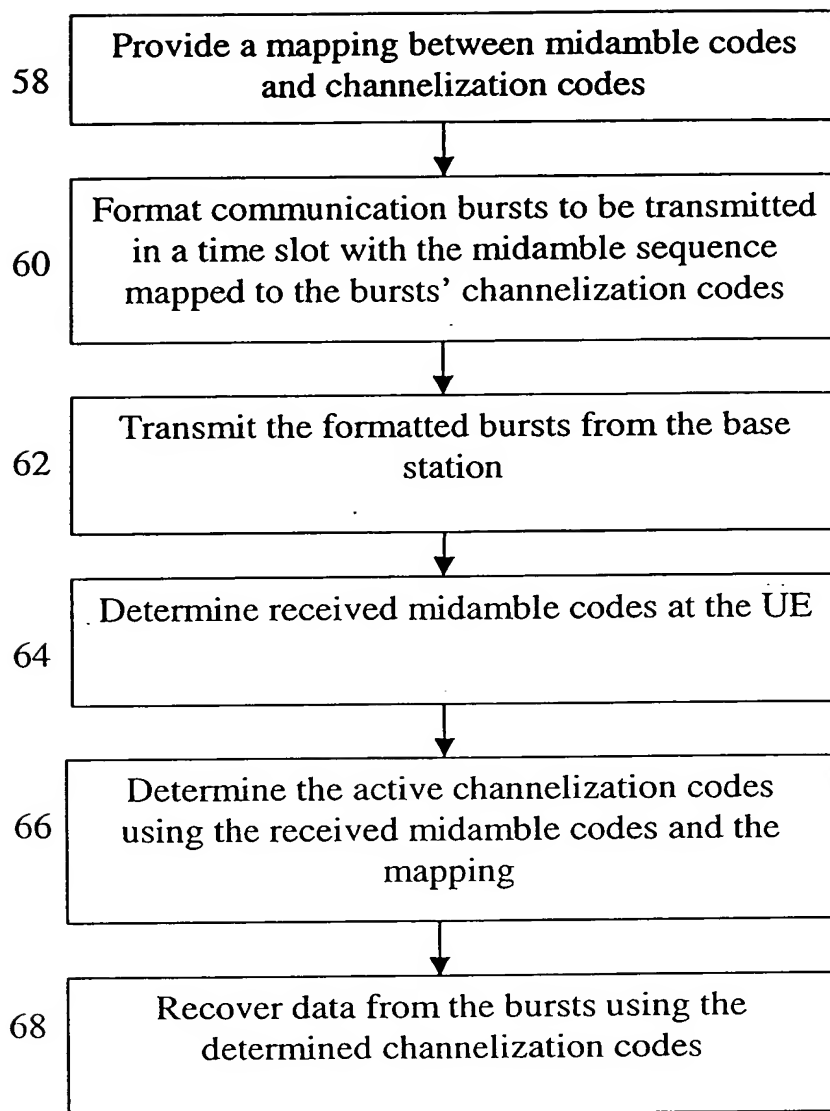 58
Provide a mapping between midamble codes
and channelization codes
60
Format communication bursts to be transmitted
in a time slot with the midamble sequence
mapped to the bursts’ channelization codes
62
Transmit the formatted bursts from the base
station
64
Determine received midamble codes at the UE
66
Determine the active channelization codes
using the received midamble codes and the
mapping
68
Recover data from the bursts using the
determined channelization codes